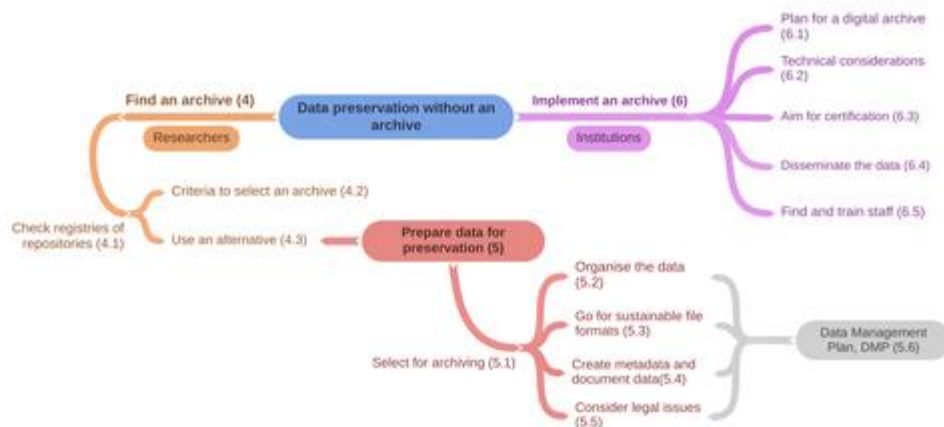 Plan for a digital archive
(6.1)
Technical considerations
(6.2)
Find an archive (4)
Data preservation without an
archive
Implement an archive (6)
Aim for certification (6.3)
Researchers
Institutions
Disseminate the data (6.4)
Criteria to select an archive (4.2)
Find and train staff (6.5)
Check registries of
repositories (4.1)
Use an alternative (4.3)
Prepare data for
preservation (5)
Organise the data
(5.2)
Go for sustainable file
formats (5.3)
Data Management
Plan, DMP (5.6)
Select for archiving (5.1)
Create metadata and
document data(5.4)
Consider legal issues
(5.5)